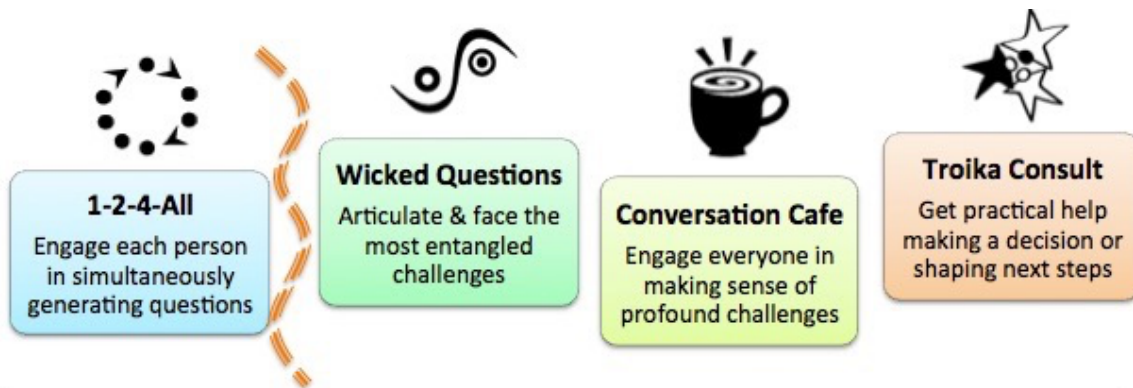 1-2-4-All
Engage each person
in simultaneously
generating questions
Wicked Questions
Articulate & face the
most entangled
challenges
Conversation Cafe
Engage everyone in
making sense of
profound challenges
Troika Consult
Get practical help
making a decision or
shaping next steps